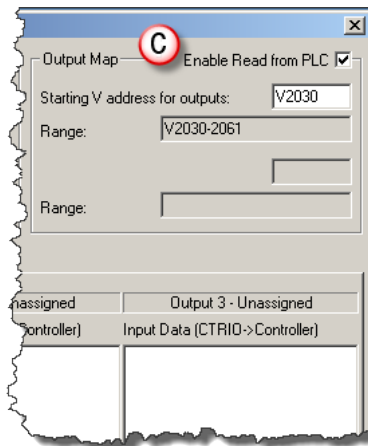 C
Output Map
Enable Read from PLC
Starting V address for outputs:
V2030
Range:
V2030-2061
Range:
nassigned
Output 3 - Unassigned
Controller)
Input Data (CTRIO->Controller)